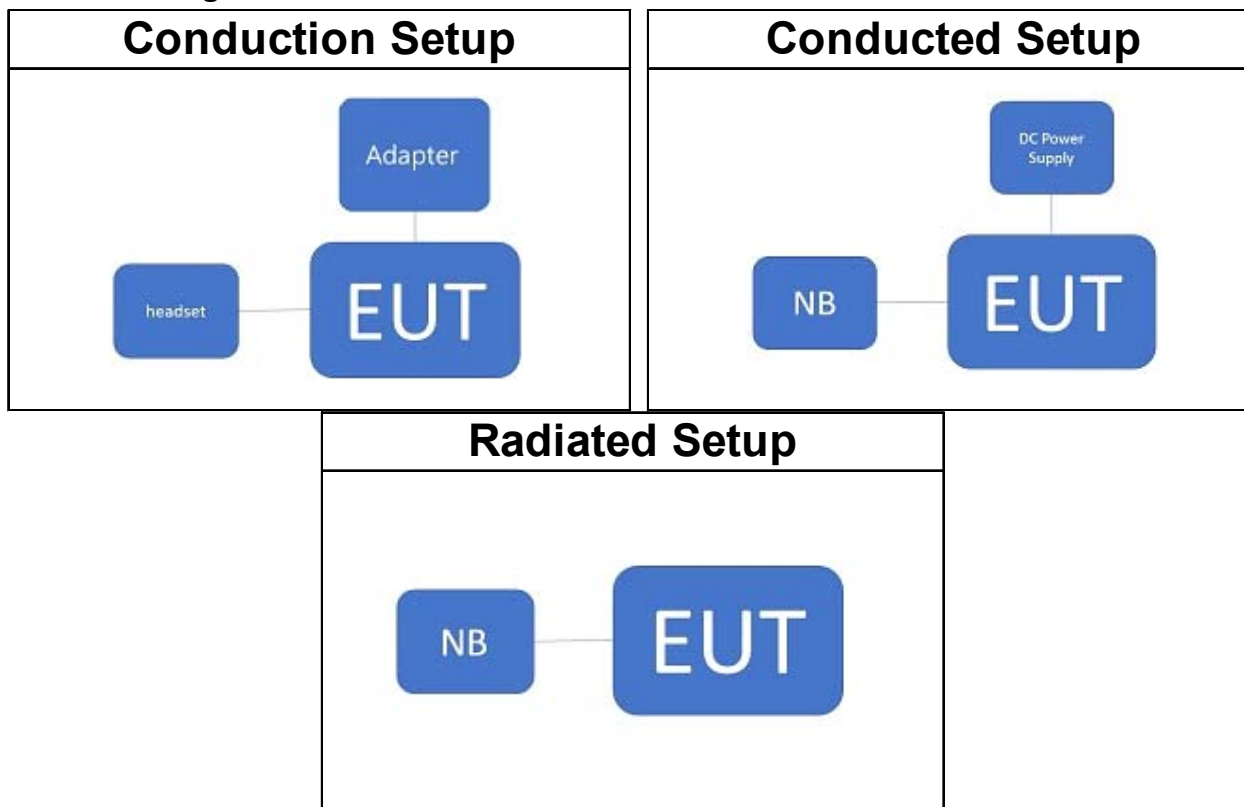 Conduction Setup
Adapter
headset
EUT
Conducted Setup
DC Power
Supply
NB
EUT
Radiated Setup
NB
EUT